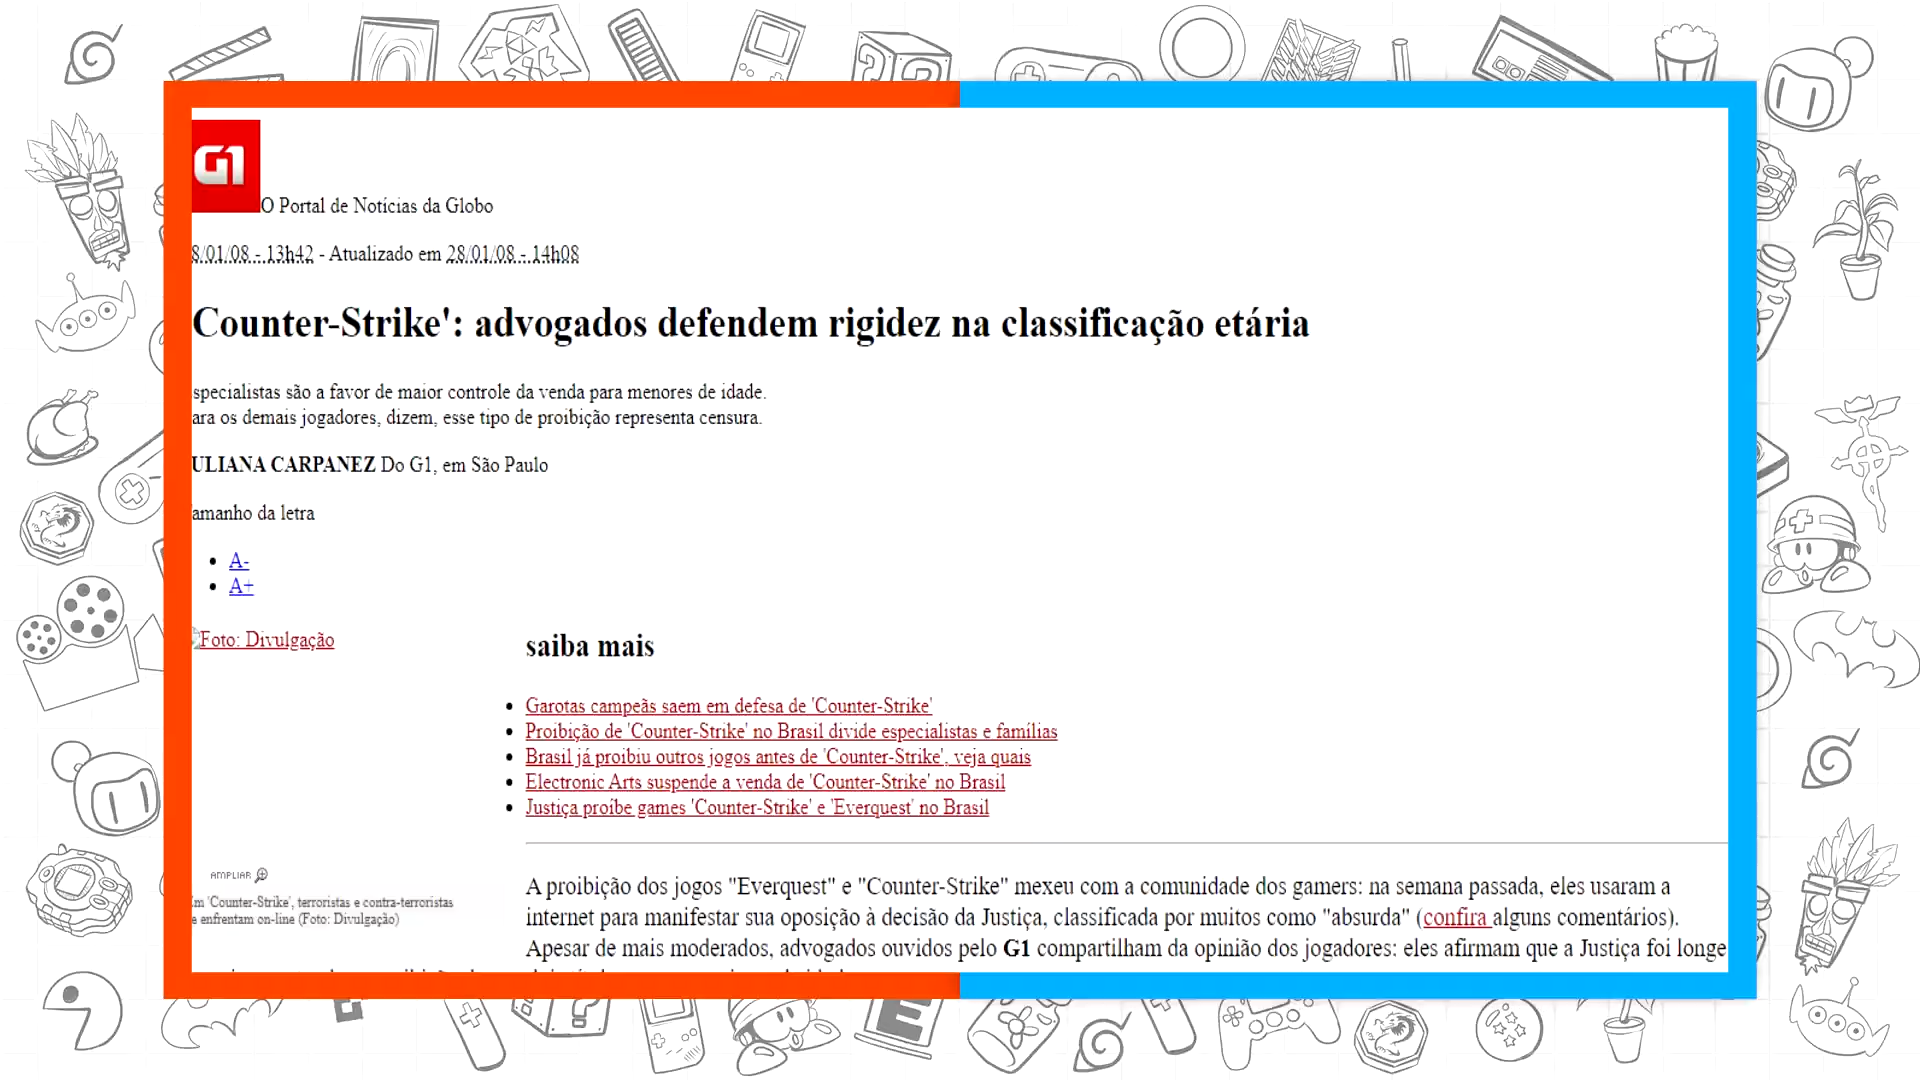 G1
O Portal de Notícias da Globo
8/01/08 - 13h42 - Atualizado em 28/01/08 - 14h08
Counter-Strike': advogados defendem rigidez na classificação etária
specialistas são a favor de maior controle da venda para menores de idade.
ara os demais jogadores, dizem, esse tipo de proibição representa censura.
ULIANA CARPANEZ Do G1, em São Paulo
amanho da letra
A-
A+
Foto: Divulgação
saiba mais
Garotas campeãs saem em defesa de 'Counter-Strike'
Proibição de 'Counter-Strike' no Brasil divide especialistas e famílias
Brasil já proibiu outros jogos antes de 'Counter-Strike', veja quais
Electronic Arts suspende a venda de 'Counter-Strike' no Brasil
Justiça proíbe games 'Counter-Strike' e 'Everquest' no Brasil
AMPLIAR
m 'Counter-Strike', terroristas e contra-terroristas
e enfrentam on-line (Foto: Divulgação)
A proibição dos jogos "Everquest" e "Counter-Strike" mexeu com a comunidade dos gamers: na semana passada, eles usaram a
internet para manifestar sua oposição à decisão da Justiça, classificada por muitos como "absurda" (confira alguns comentários).
Apesar de mais moderados, advogados ouvidos pelo G1 compartilham da opinião dos jogadores: eles afirmam que a Justiça foi longe